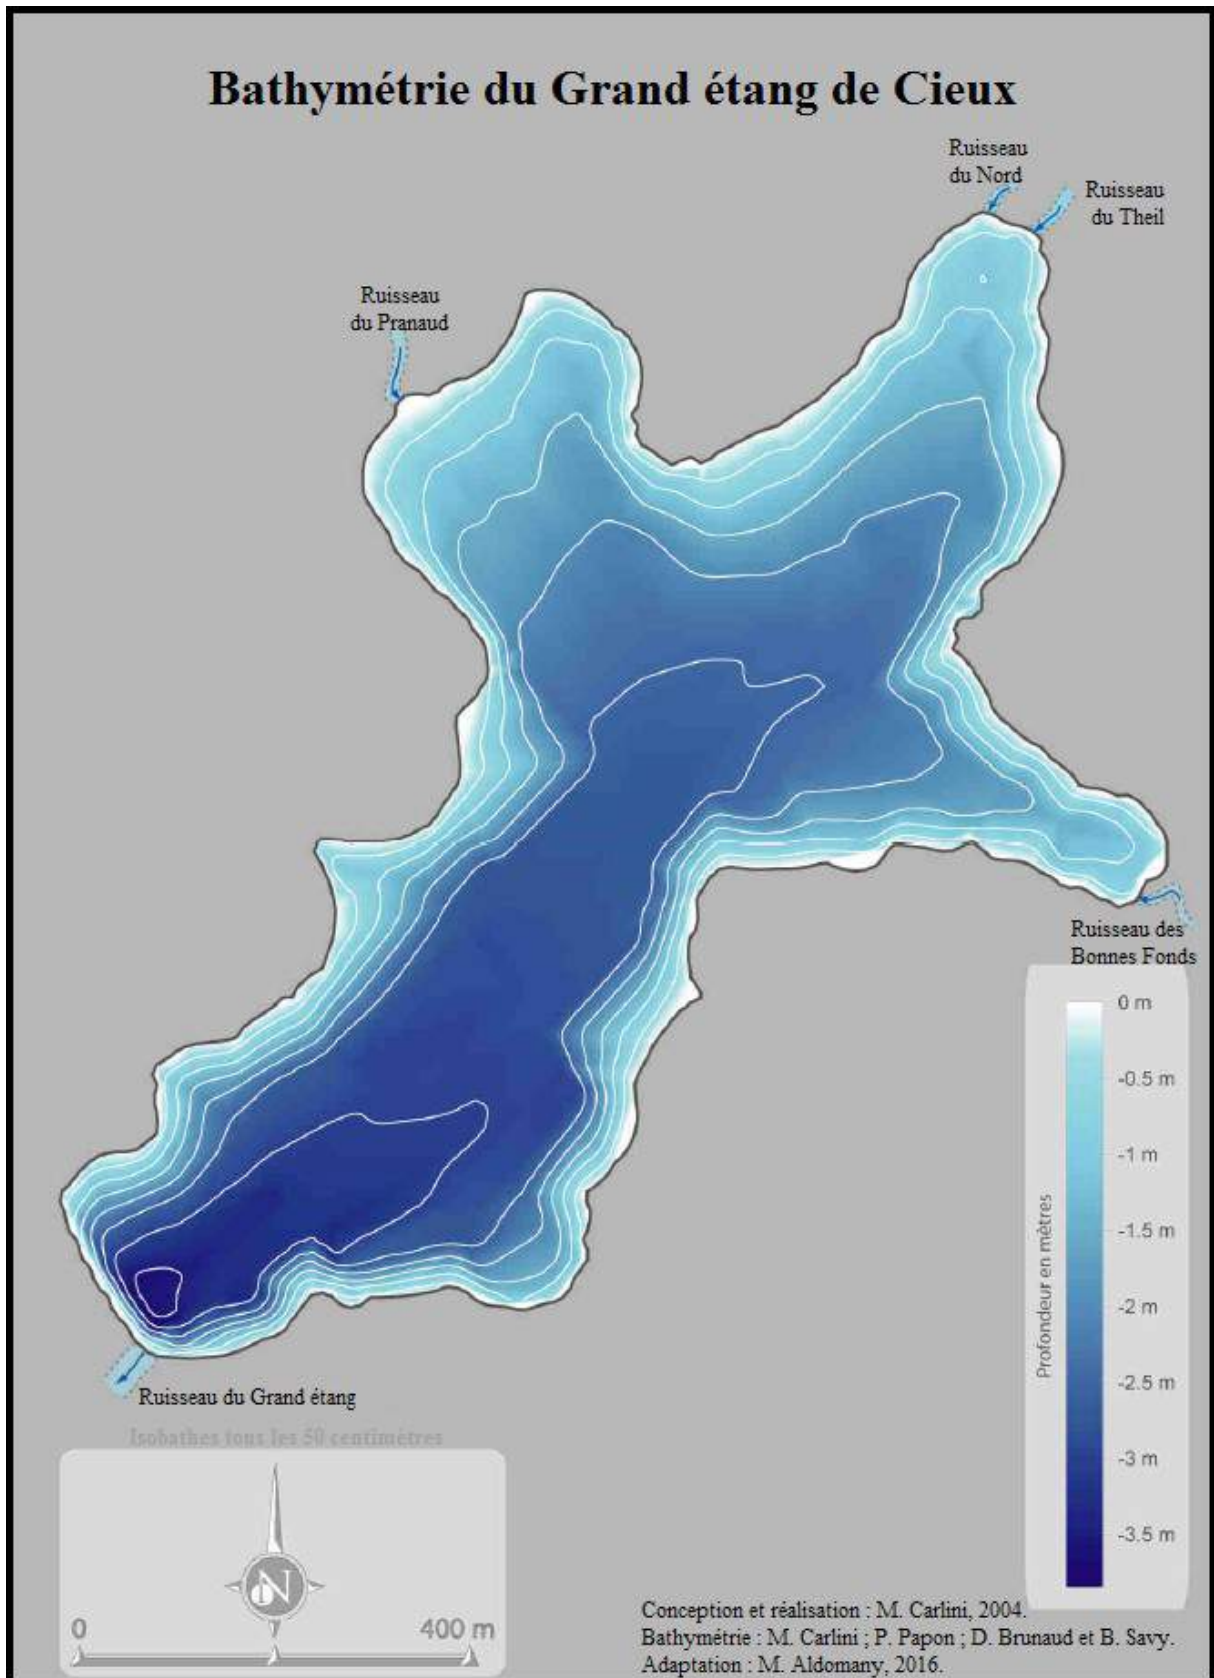 Bathymétrie du Grand étang de Cieux
Ruisseau
du Nord
Ruisseau
du Theil
Ruisseau
du Pranaud
Ruisseau des
Bonnes Fonds
0 m
-0.5 m
-1 m
-1.5 m
-2 m
-2.5 m
-3 m
-3.5 m
Profondeur en mètres
Ruisseau du Grand étang
Isobathes tous les 50 centimètres
N
0
400 m
Conception et réalisation : M. Carlini, 2004.
Bathymétrie : M. Carlini ; P. Papon ; D. Brunaud et B. Savy.
Adaptation : M. Aldomany, 2016.